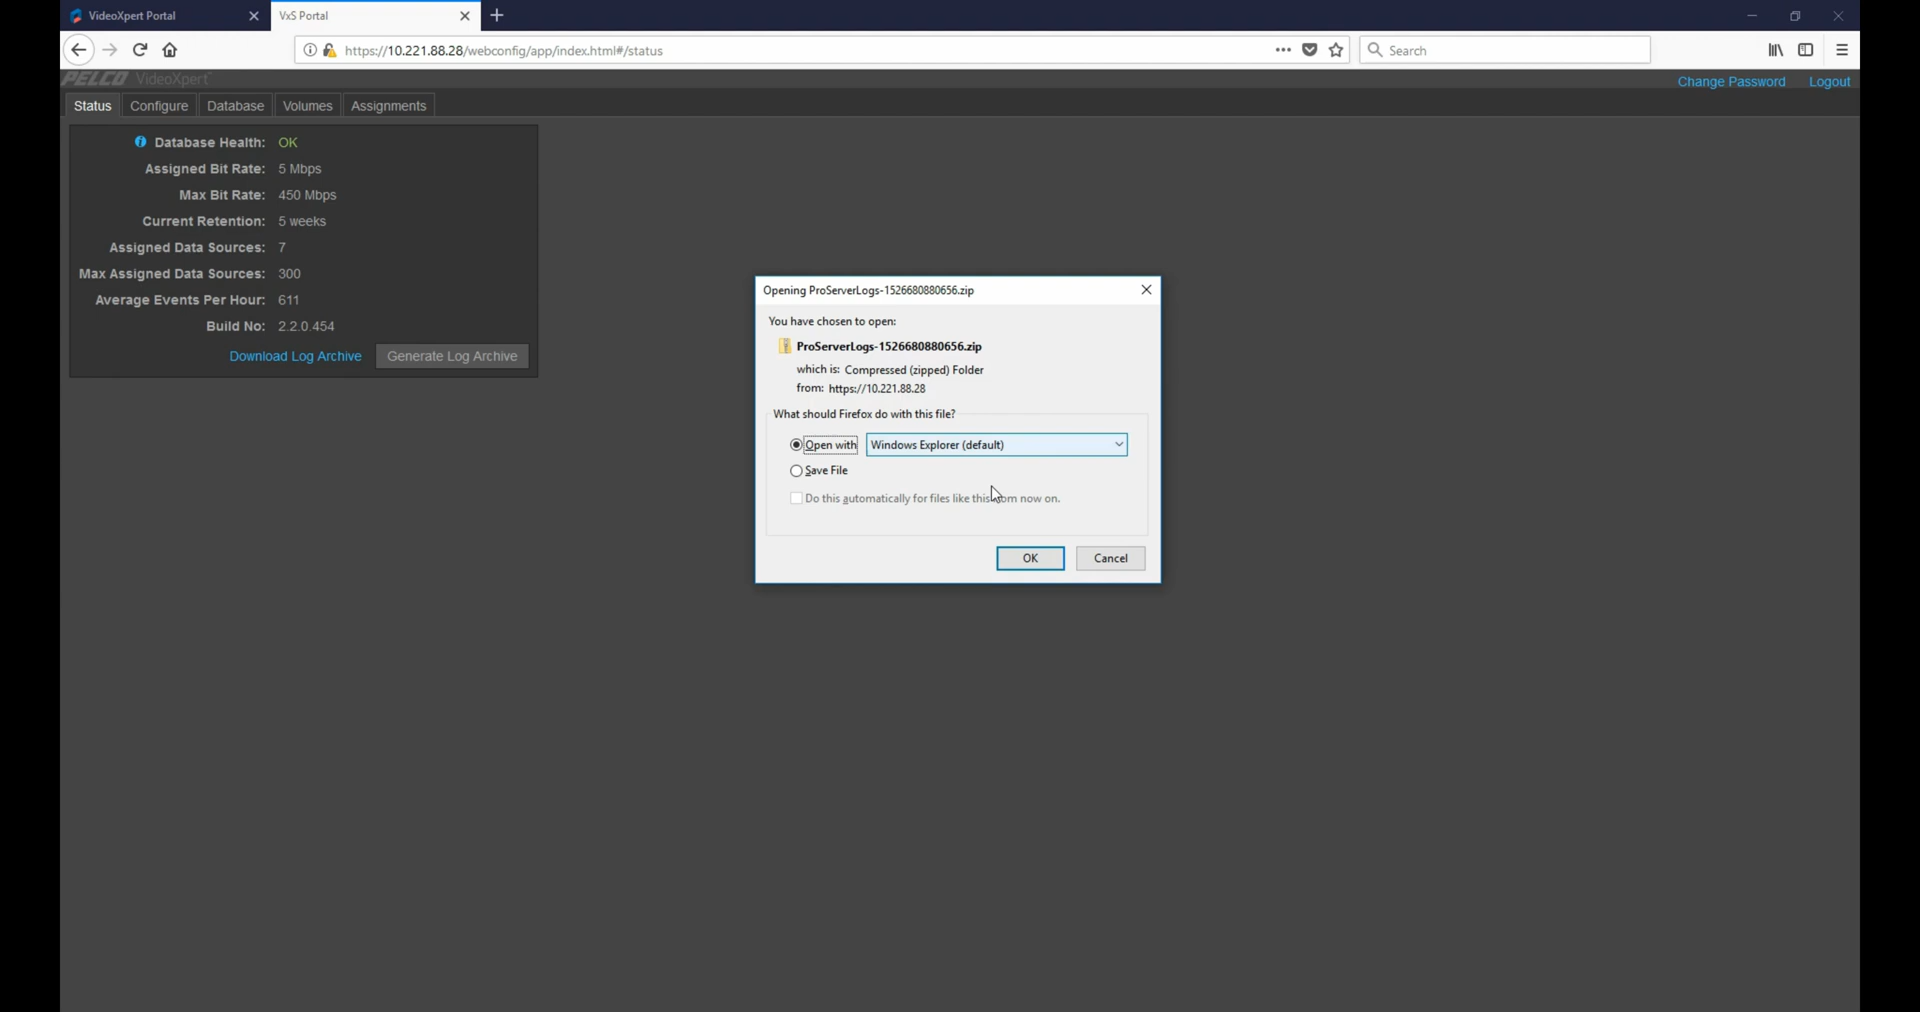 VideoXpert Portal
VxS Portal
https://10.221.88.28/webconfig/app/index.html#/status
Search
PELCO VideoXpert
Change Password Logout
Status Configure Database Volumes Assignments
Database Health: OK
Assigned Bit Rate: 5 Mbps
Max Bit Rate: 450 Mbps
Current Retention: 5 weeks
Assigned Data Sources: 7
Max Assigned Data Sources: 300
Average Events Per Hour: 611
Build No: 2.2.0.454
Download Log Archive Generate Log Archive
Opening ProServerLogs-1526680880656.zip
You have chosen to open:
ProServerLogs-1526680880656.zip
which is: Compressed (zipped) Folder
from: https://10.221.88.28
What should Firefox do with this file?
Open with Windows Explorer (default)
Save File
Do this automatically for files like this from now on.
OK Cancel